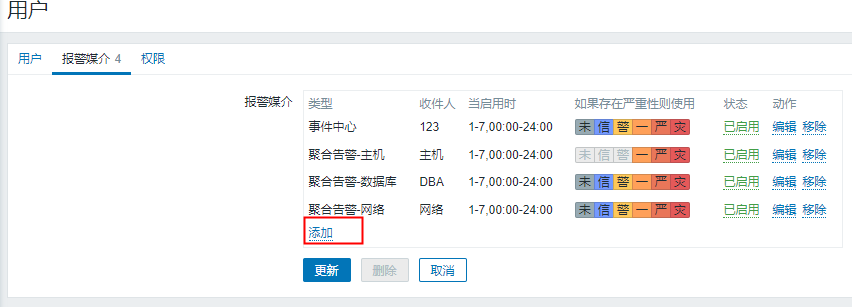 用户
用户 报警媒介 4 权限
报警媒介 类型 收件人 当启用时 如果存在严重性则使用 状态 动作
事件中心 123 1-7,00:00-24:00 未 信 警 一 严 灾 已启用 编辑 移除
聚合告警-主机 主机 1-7,00:00-24:00 未 信 警 一 严 灾 已启用 编辑 移除
聚合告警-数据库 DBA 1-7,00:00-24:00 未 信 警 一 严 灾 已启用 编辑 移除
聚合告警-网络 网络 1-7,00:00-24:00 未 信 警 一 严 灾 已启用 编辑 移除
添加
更新 删除 取消